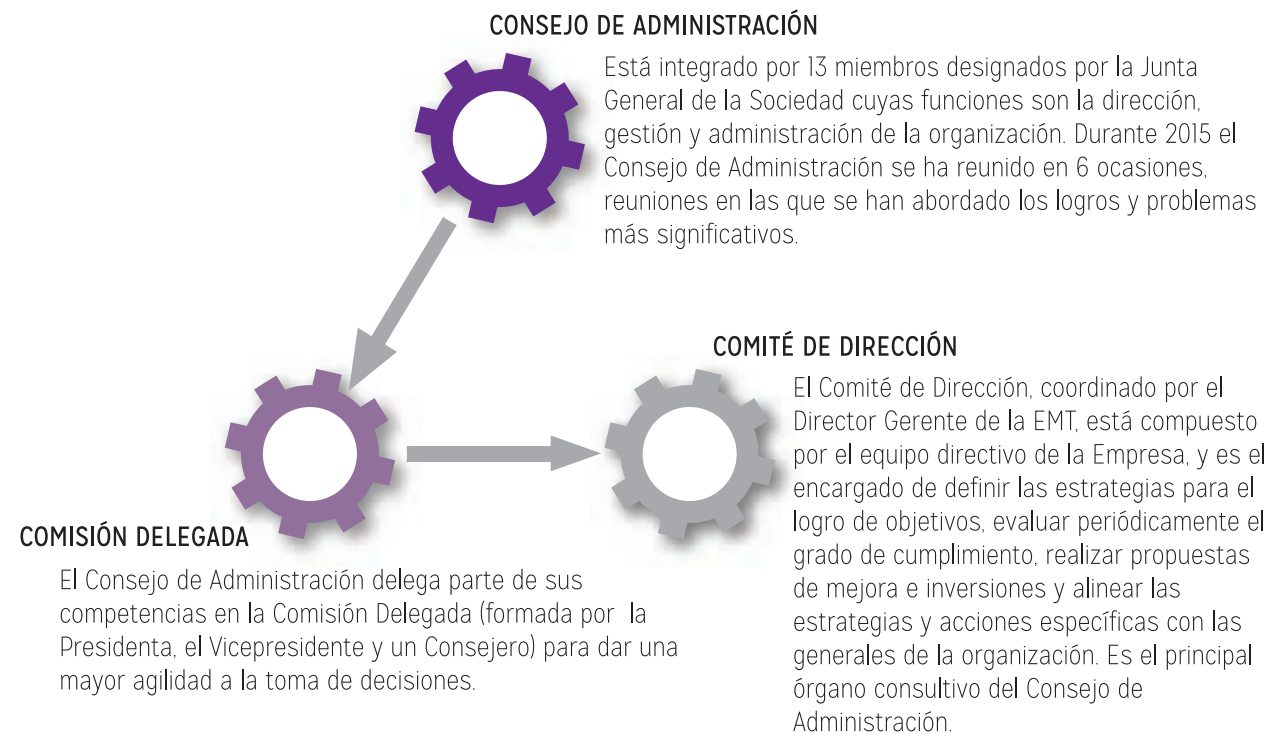 CONSEJO DE ADMINISTRACIÓN
Está integrado por 13 miembros designados por la Junta
General de la Sociedad cuyas funciones son la dirección,
gestión y administración de la organización. Durante 2015 el
Consejo de Administración se ha reunido en 6 ocasiones,
reuniones en las que se han abordado los logros y problemas
más significativos.
COMITÉ DE DIRECCIÓN
El Comité de Dirección, coordinado por el
Director Gerente de la EMT, está compuesto
por el equipo directivo de la Empresa, y es el
encargado de definir las estrategias para el
logro de objetivos, evaluar periódicamente el
grado de cumplimiento, realizar propuestas
de mejora e inversiones y alinear las
estrategias y acciones específicas con las
generales de la organización. Es el principal
órgano consultivo del Consejo de
Administración.
COMISIÓN DELEGADA
El Consejo de Administración delega parte de sus
competencias en la Comisión Delegada (formada por la
Presidenta, el Vicepresidente y un Consejero) para dar una
mayor agilidad a la toma de decisiones.